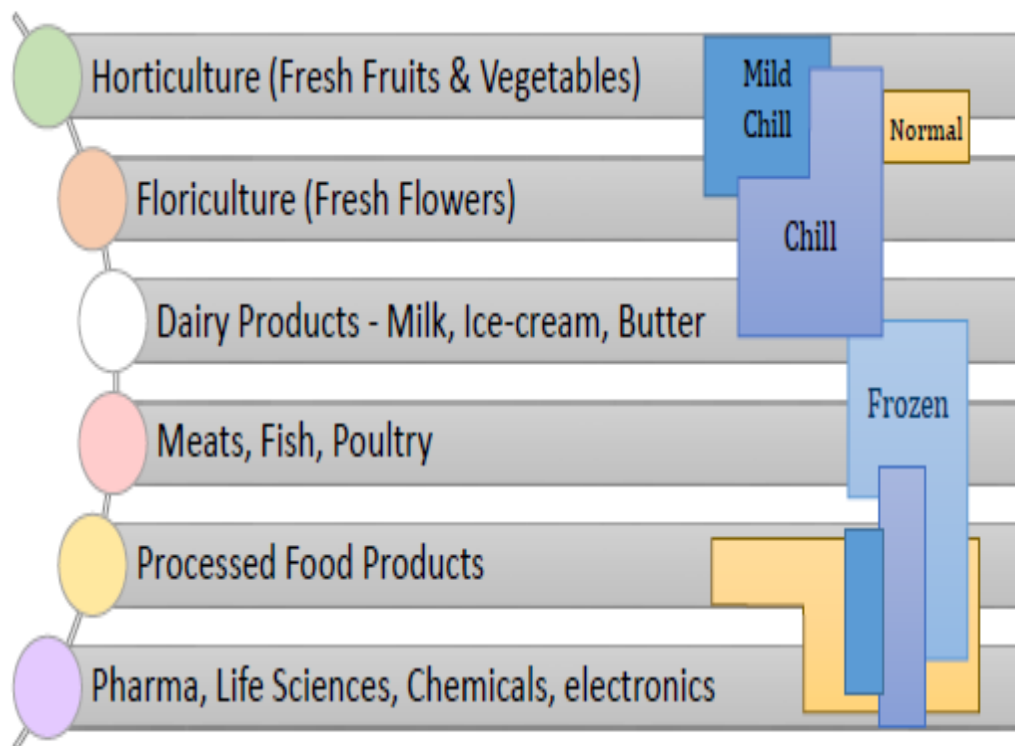 Horticulture (Fresh Fruits & Vegetables)
Mild
Chill
Normal
Floriculture (Fresh Flowers)
Chill
Dairy Products - Milk, Ice-cream, Butter
Frozen
Meats, Fish, Poultry
Processed Food Products
Pharma, Life Sciences, Chemicals, electronics